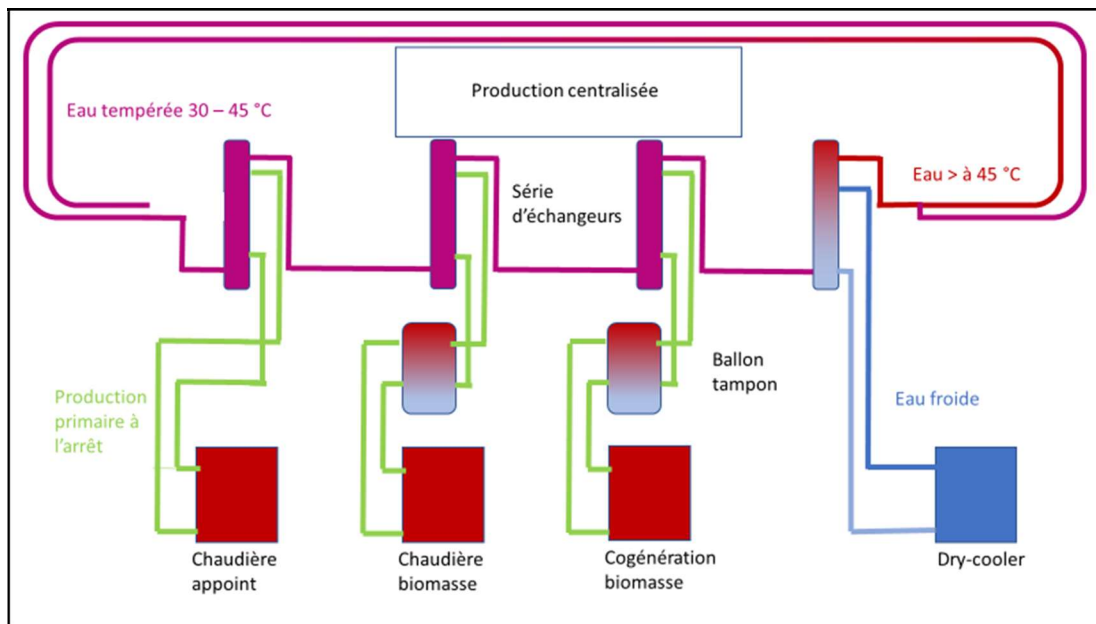 Production centralisée
Eau tempérée 30 – 45 °C
Eau > à 45 °C
Série
d’échangeurs
Ballon
tampon
Production
primaire à
l’arrêt
Eau froide
Chaudière
appoint
Chaudière
biomasse
Cogénération
biomasse
Dry-cooler